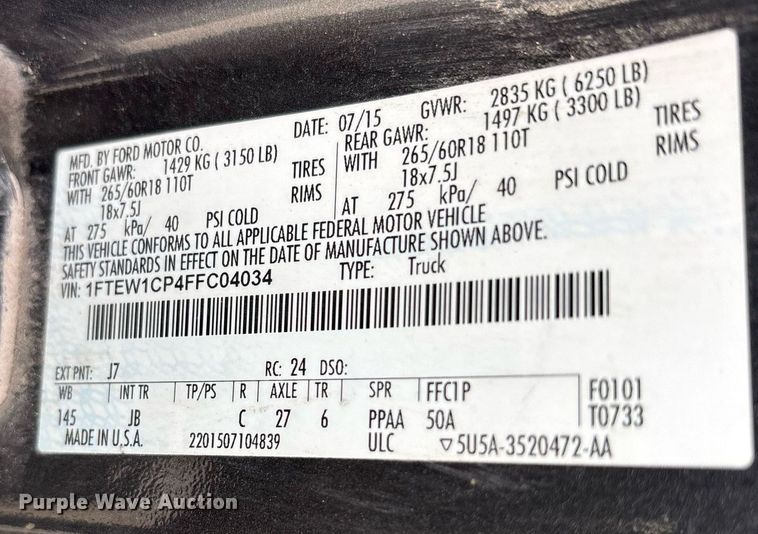 MFD. BY FORD MOTOR CO. DATE: 07/15 GVWR: 2835 KG ( 6250 LB)
FRONT GAWR: 1429 KG ( 3150 LB) REAR GAWR: 1497 KG ( 3300 LB)
WITH 265/60R18 110T TIRES WITH 265/60R18 110T TIRES
18x7.5J RIMS 18x7.5J RIMS
AT 275 kPa/ 40 PSI COLD AT 275 kPa/ 40 PSI COLD
THIS VEHICLE CONFORMS TO ALL APPLICABLE FEDERAL MOTOR VEHICLE
SAFETY STANDARDS IN EFFECT ON THE DATE OF MANUFACTURE SHOWN ABOVE.
VIN: 1FTEW1CP4FFC04034 TYPE: Truck
EXT PNT: J7 RC: 24 DSO:
WB INT TR TP/PS R AXLE TR SPR FFC1P F0101
145 JB C 27 6 PPAA 50A T0733
MADE IN U.S.A. 2201507104839 ULC ▽5U5A-3520472-AA
Purple Wave Auction